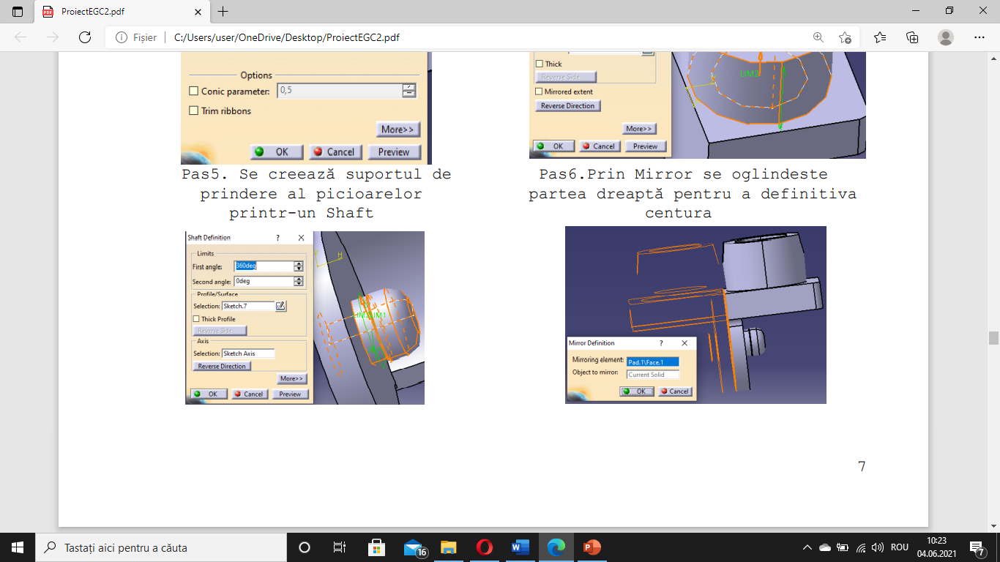 ProiectEGC2.pdf
Fișier
C:/Users/user/OneDrive/Desktop/ProiectEGC2.pdf
Options
Conic parameter: 0,5
Trim ribbons
More>>
OK Cancel Preview
Thick
Reverse Side
Mirrored extent
Reverse Direction
More>>
OK Cancel Preview
LIM2
Pas5. Se creează suportul de
prindere al picioarelor
printr-un Shaft
Pas6.Prin Mirror se oglindeste
partea dreaptă pentru a definitiva
centura
Shaft Definition ?
Limits
First angle: 360deg
Second angle: 0deg
Profile/Surface
Selection: Sketch.7
Thick Profile
Reverse Side
Axis
Selection: Sketch Axis
Reverse Direction
More>>
OK Cancel Preview
H
LIM1
Mirror Definition ?
Mirroring element: Pad.1\Face.1
Object to mirror: Current Solid
OK Cancel
7
Tastați aici pentru a căuta
16
ROU
10:23
04.06.2021
7